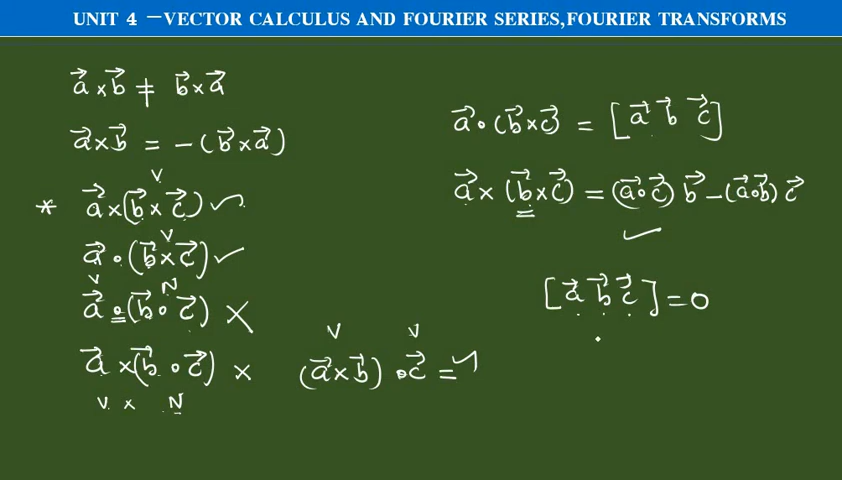 UNIT 4 –VECTOR CALCULUS AND FOURIER SERIES,FOURIER TRANSFORMS
a⃗ × b⃗ ≠ b⃗ × a⃗
a⃗ × b⃗ = – (b⃗ × a⃗)
V
* a⃗ × (b⃗ × c⃗) ✓
V
a⃗ · (b⃗ × c⃗) ✓
V N
a⃗ · (b⃗ · c⃗) ×
a⃗ × (b⃗ · c⃗) ×
V × N
V V
(a⃗ × b⃗) · c⃗ = ✓
a⃗ · (b⃗ × c⃗) = [a⃗ b⃗ c⃗]
a⃗ × (b⃗ × c⃗) = (a⃗ · c⃗) b⃗ – (a⃗ · b⃗) c⃗
✓
[a⃗ b⃗ c⃗] = 0